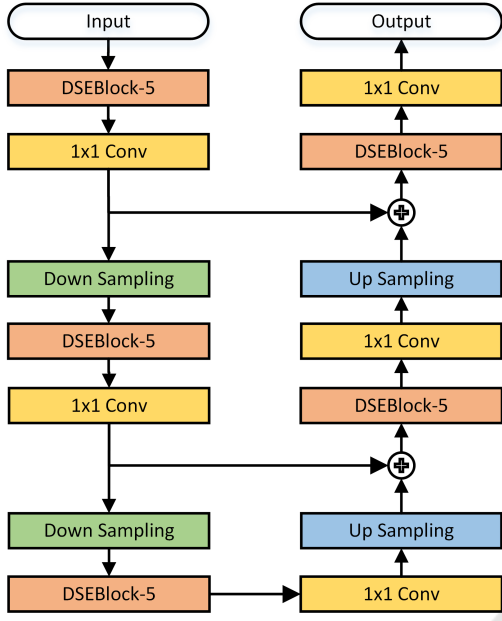 Input
DSEBlock-5
1x1 Conv
Down Sampling
DSEBlock-5
1x1 Conv
Down Sampling
DSEBlock-5
Output
1x1 Conv
DSEBlock-5
Up Sampling
1x1 Conv
DSEBlock-5
Up Sampling
1x1 Conv